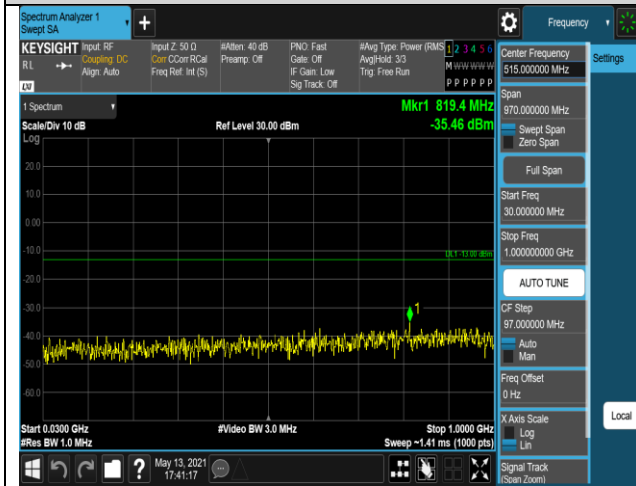 Spectrum Analyzer 1
Swept SA
+
Frequency
KEYSIGHT
Input: RF
Coupling: DC
Align: Auto
Input Z: 50 Ω
Corr CCorr RCal
Freq Ref: Int (S)
#Atten: 40 dB
Preamp: Off
PNO: Fast
Gate: Off
IF Gain: Low
Sig Track: Off
#Avg Type: Power (RMS
Avg|Hold: 3/3
Trig: Free Run
1 2 3 4 5 6
M W W W W W
P P P P P P
RL
LXI
1 Spectrum
Scale/Div 10 dB
Log
Ref Level 30.00 dBm
Mkr1 819.4 MHz
-35.46 dBm
20.0
10.0
0.00
-10.0
-20.0
-30.0
-40.0
-50.0
-60.0
DL1 -13.00 dBm
1
Start 0.0300 GHz
#Res BW 1.0 MHz
#Video BW 3.0 MHz
Stop 1.0000 GHz
Sweep ~1.41 ms (1000 pts)
May 13, 2021
17:41:17
?
Center Frequency
515.000000 MHz
Settings
Span
970.000000 MHz
Swept Span
Zero Span
Full Span
Start Freq
30.000000 MHz
Stop Freq
1.000000000 GHz
AUTO TUNE
CF Step
97.000000 MHz
Auto
Man
Freq Offset
0 Hz
X Axis Scale
Log
Lin
Local
Signal Track
(Span Zoom)